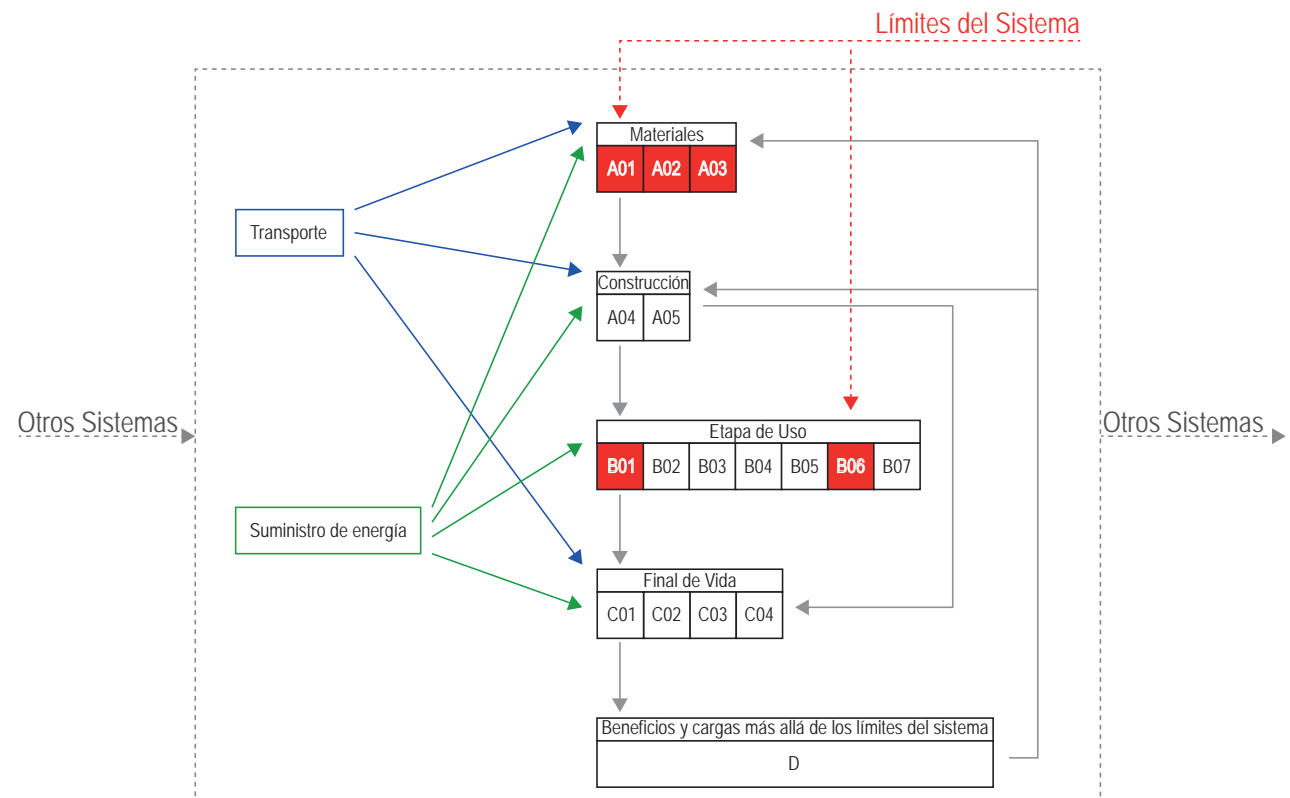 Límites del Sistema
Materiales
A01 A02 A03
Transporte
Construcción
A04 A05
Otros Sistemas
Otros Sistemas
Etapa de Uso
B01 B02 B03 B04 B05 B06 B07
Suministro de energía
Final de Vida
C01 C02 C03 C04
Beneficios y cargas más allá de los límites del sistema
D